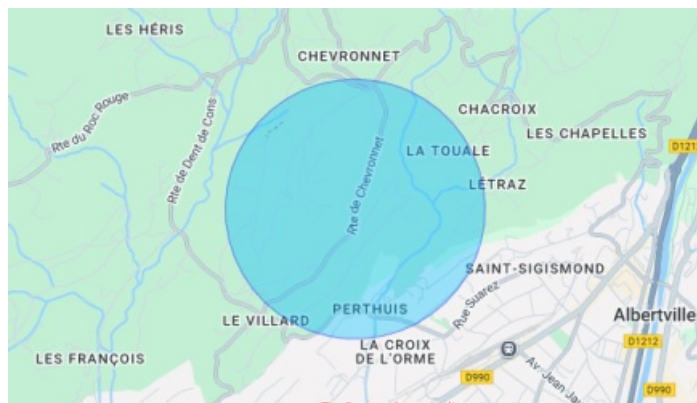 LES HÉRIS
CHEVRONNET
Rte du Roc Rouge
Rte de Dent de Cons
CHACROIX
LES CHAPELLES
D1212
LA TOUALE
LÉTRAZ
Rte de Chevronnet
SAINT-SIGISMOND
PERTHUIS
Rue Suarez
LE VILLARD
Albertville
LA CROIX
DE L'ORME
D1212
LES FRANÇOIS
D990
D990
Av. Jean Jau